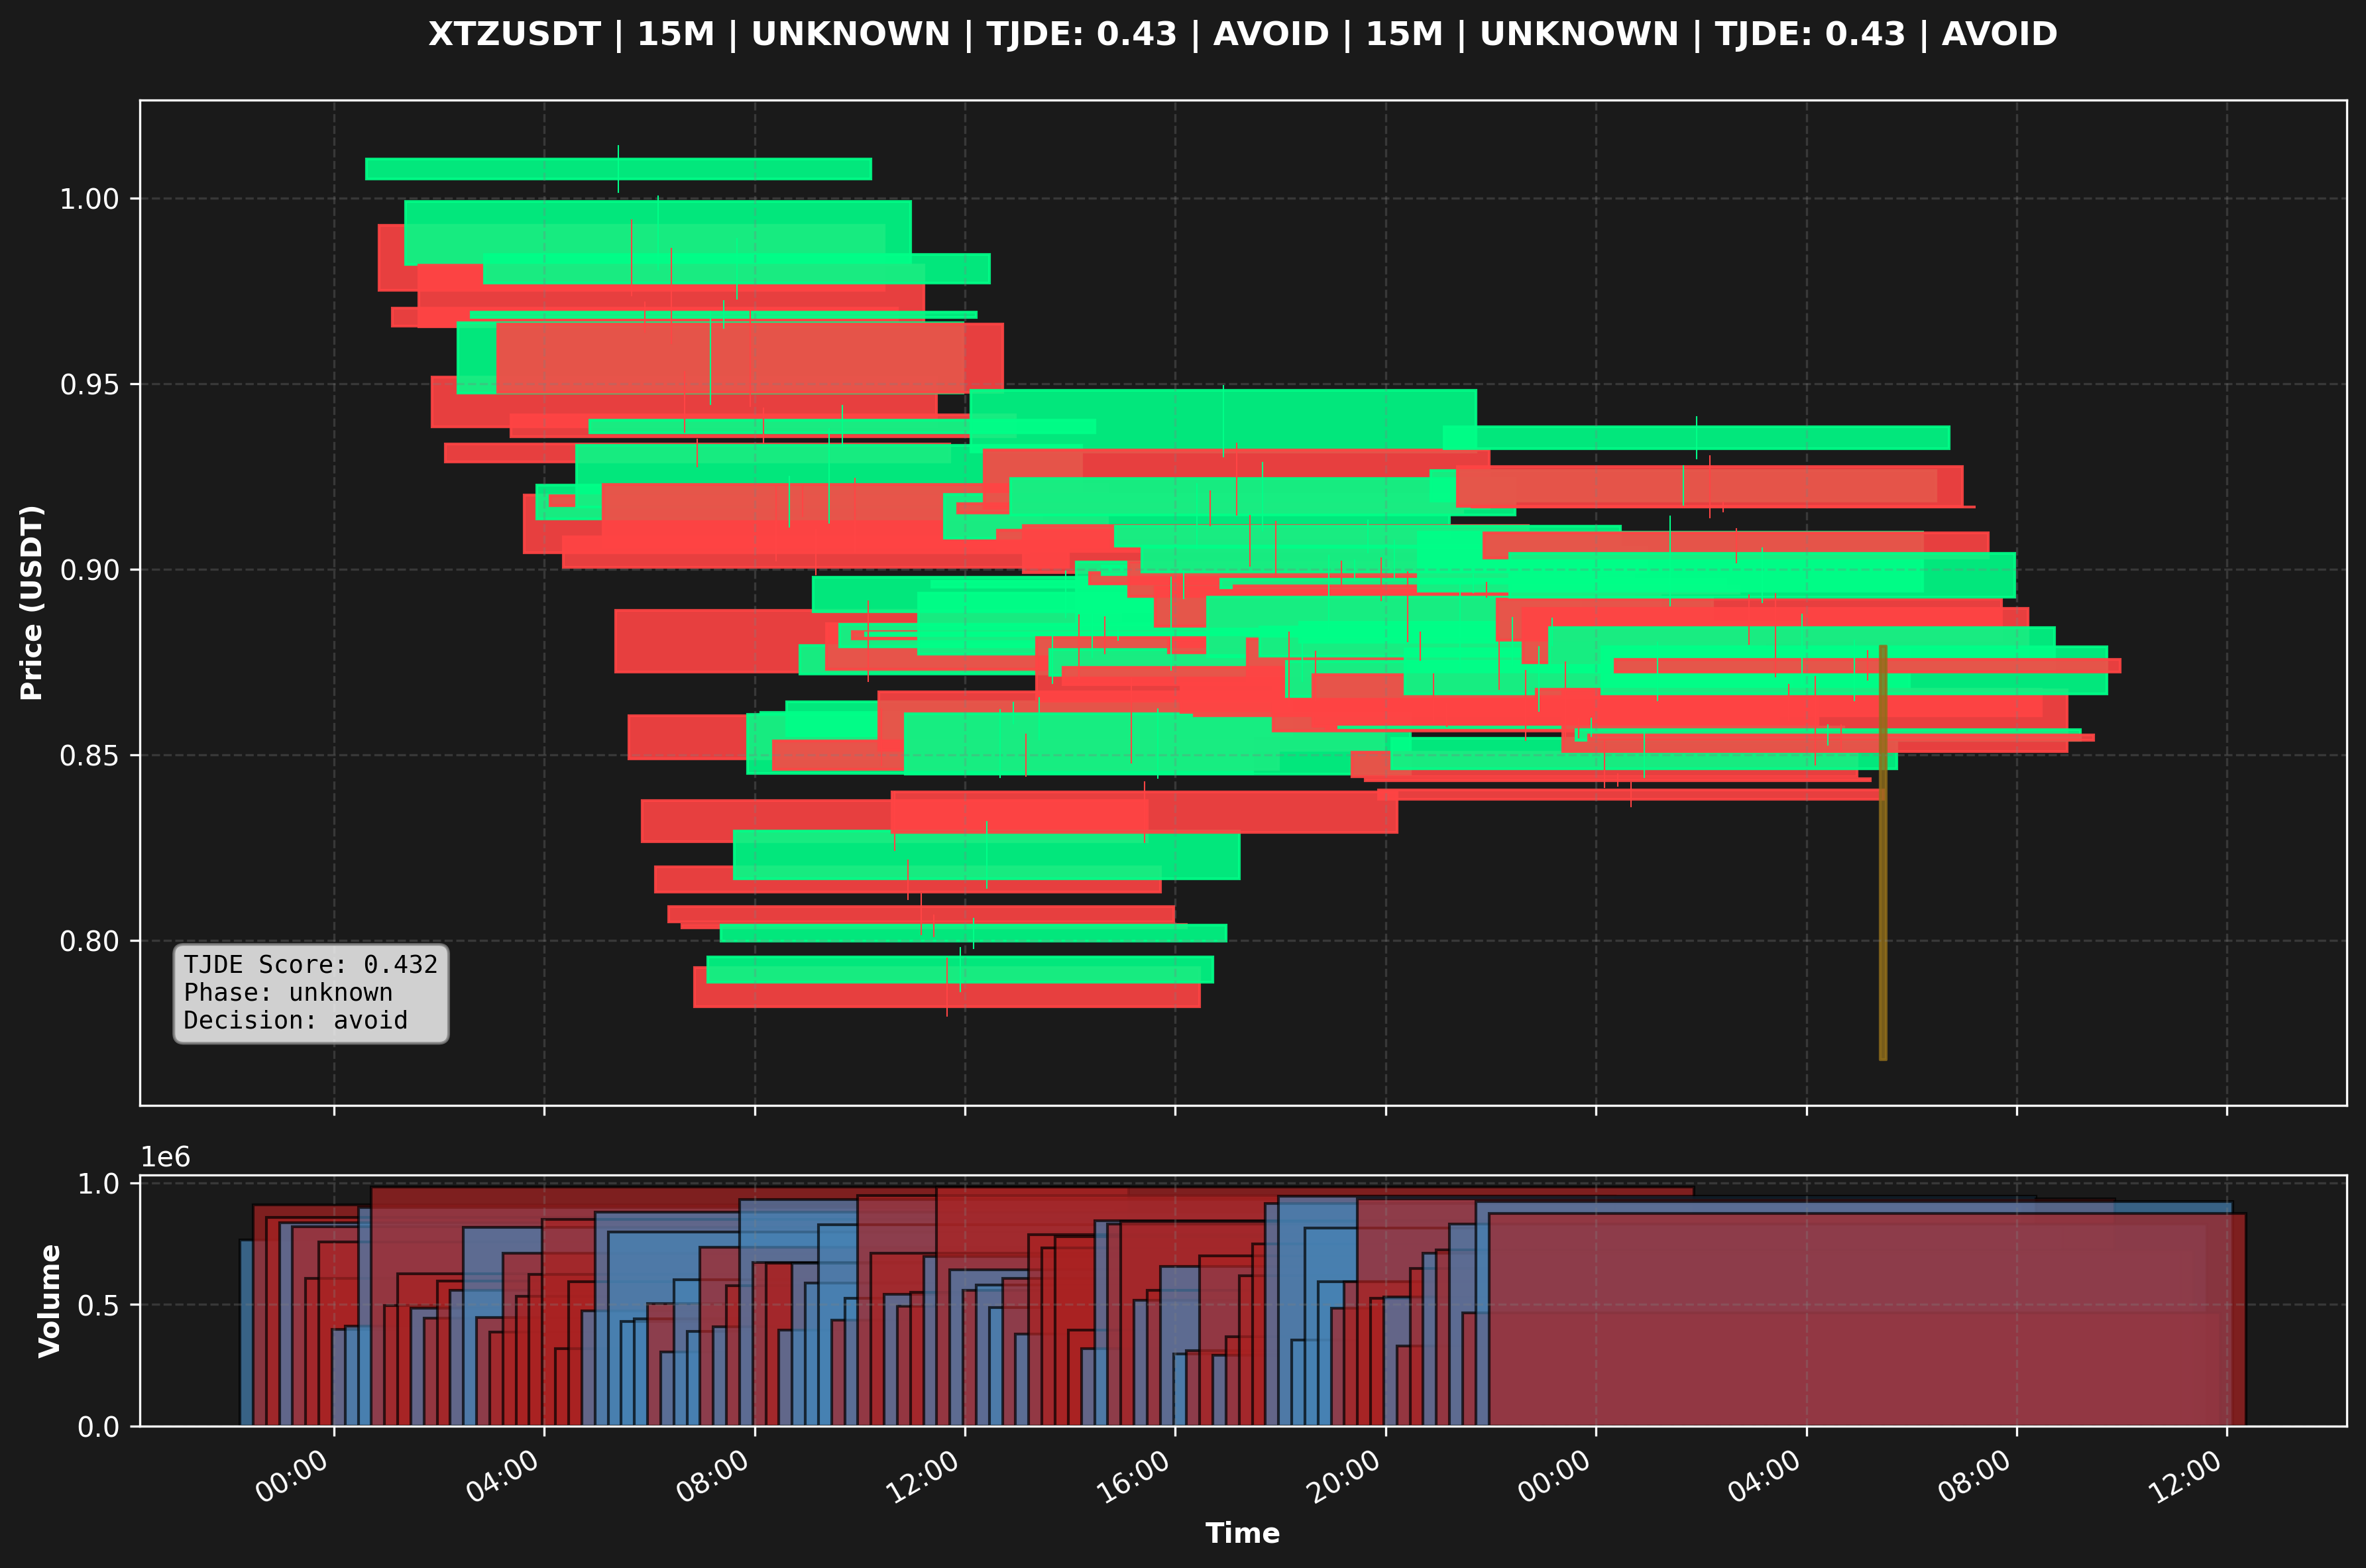 XTZUSDT | 15M | UNKNOWN | TJDE: 0.43 | AVOID | 15M | UNKNOWN | TJDE: 0.43 | AVOID
Price (USDT)
1.00
0.95
0.90
0.85
0.80
TJDE Score: 0.432
Phase: unknown
Decision: avoid
1e6
Volume
1.0
0.5
0.0
00:00 04:00 08:00 12:00 16:00 20:00 00:00 04:00 08:00 12:00
Time